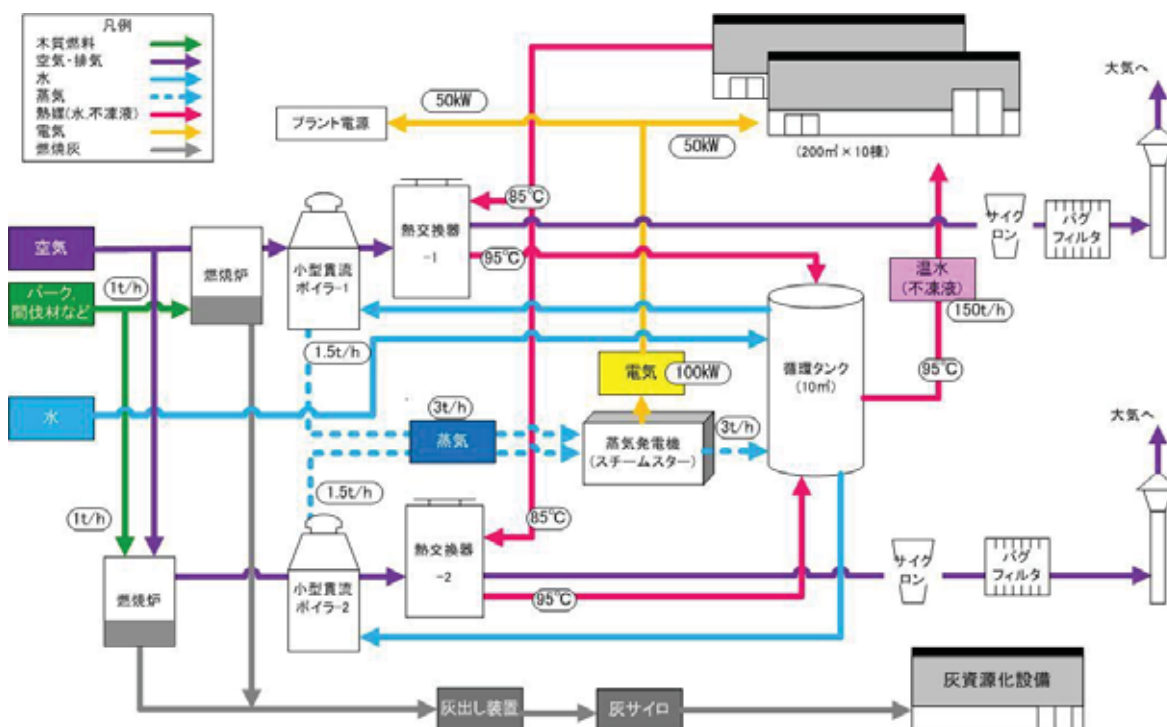 凡例
木質燃料
空気・排気
水
蒸気
熱媒(水,不凍液)
電気
燃焼灰
50kW
プラント電源
50kW
(200㎡×10棟)
大気へ
85℃
熱交換器
-1
サイク
ロン
バグ
フィルタ
空気
燃焼炉
小型貫流
ボイラ-1
95℃
温水
(不凍液)
バーク,
間伐材など
1t/h
150t/h
1.5t/h
循環タンク
(10㎥)
95℃
電気
100kW
水
3t/h
蒸気
蒸気発電機
(スチームスター)
3t/h
大気へ
1.5t/h
1t/h
85℃
熱交換器
-2
サイク
ロン
バグ
フィルタ
燃焼炉
小型貫流
ボイラ-2
95℃
灰出し装置
灰サイロ
灰資源化設備